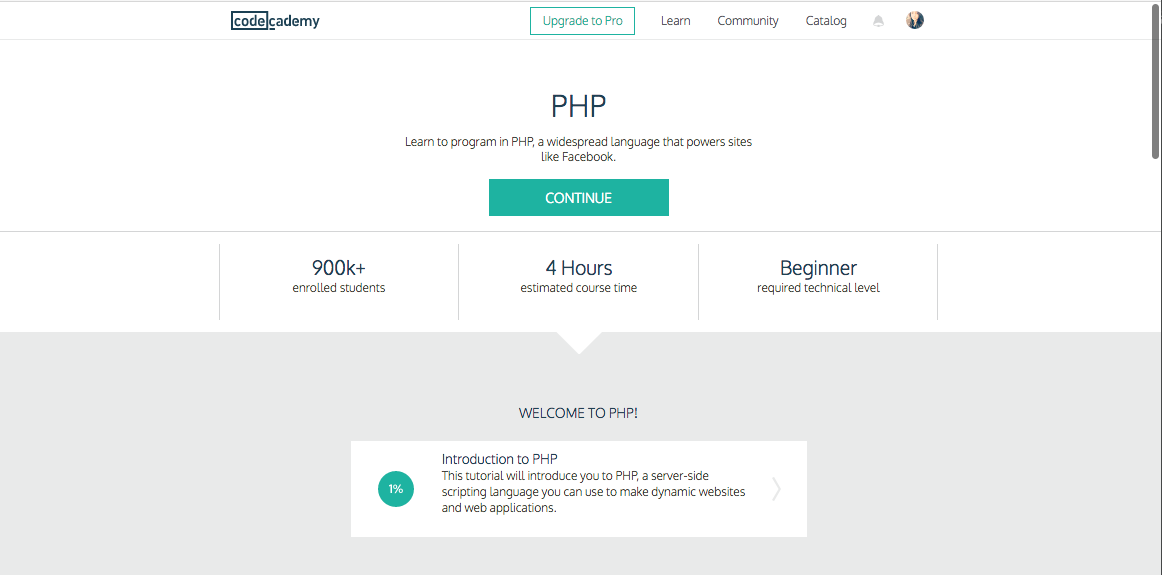 codecademy
Upgrade to Pro
Learn
Community
Catalog
PHP
Learn to program in PHP, a widespread language that powers sites
like Facebook.
CONTINUE
900k+
enrolled students
4 Hours
estimated course time
Beginner
required technical level
WELCOME TO PHP!
1%
Introduction to PHP
This tutorial will introduce you to PHP, a server-side
scripting language you can use to make dynamic websites
and web applications.